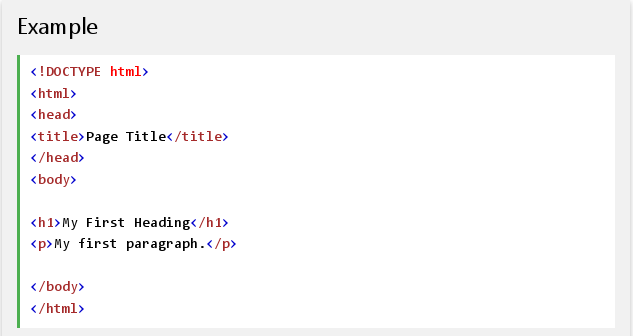 Example
<!DOCTYPE html>
<html>
<head>
<title>Page Title</title>
</head>
<body>
<h1>My First Heading</h1>
<p>My first paragraph.</p>
</body>
</html>